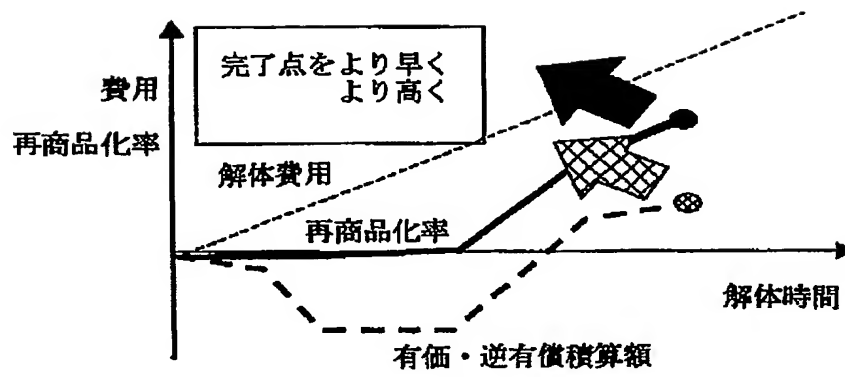 完了点をより早く
より高く
費用
再商品化率
解体費用
再商品化率
解体時間
有価・逆有償積算額